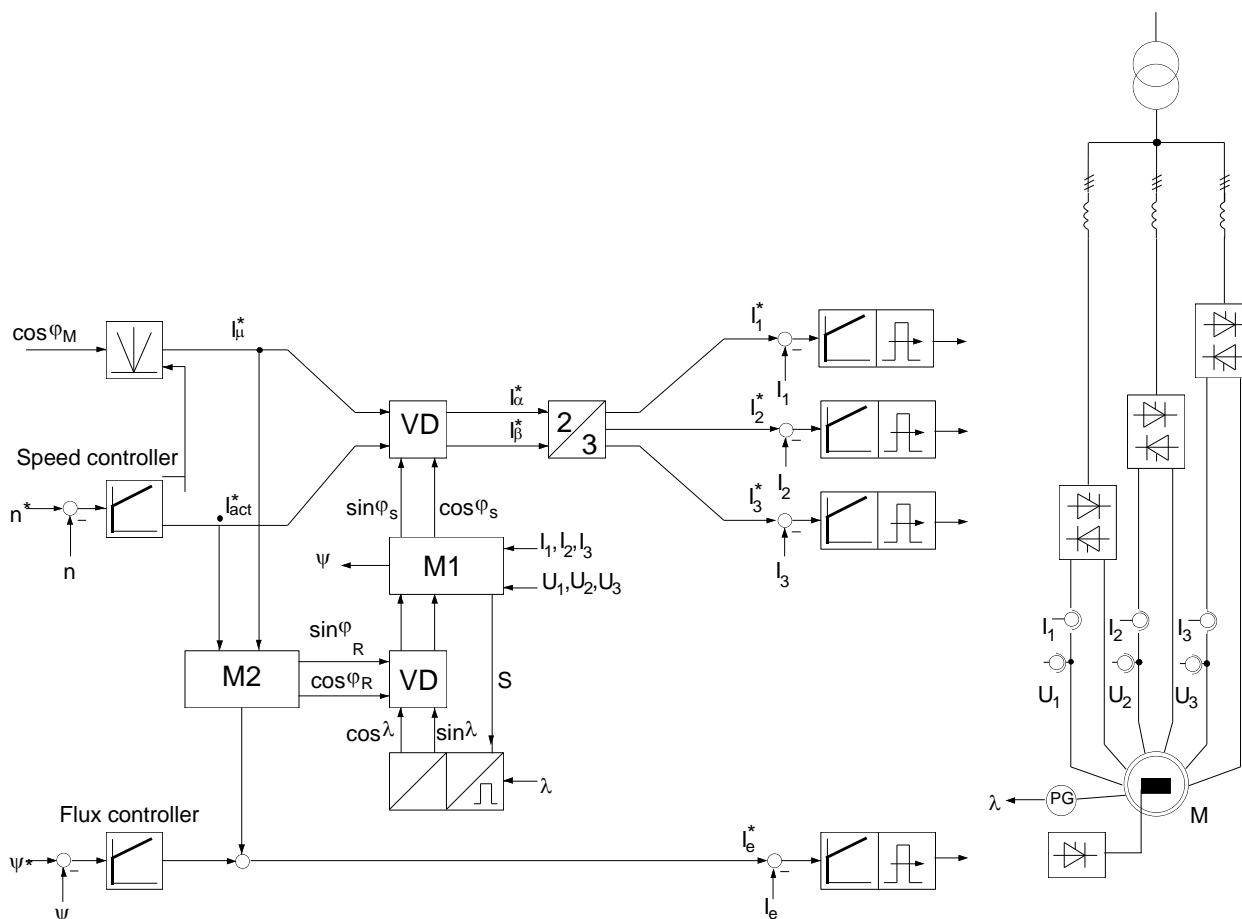 cosφM
I*μ
I*1
I1
VD
I*α
I*β
2
3
I*2
I2
Speed controller
n*
n
I*act
sinφs
cosφs
I*3
I3
ψ
M1
I1,I2,I3
U1,U2,U3
sinφR
M2
cosφR
VD
S
cosλ
sinλ
λ
Flux controller
ψ*
ψ
I*e
Ie
I1
I2
I3
U1
U2
U3
λ
PG
M